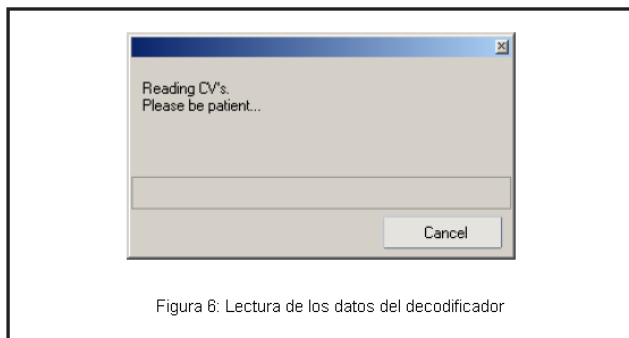 Reading CV's.
Please be patient...
Cancel
Figura 6: Lectura de los datos del decodificador